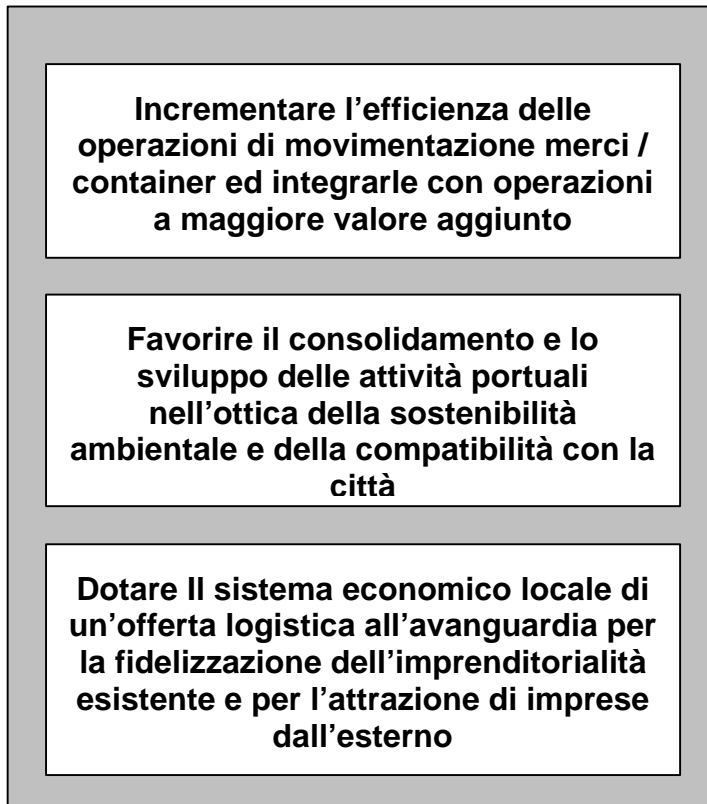 Incrementare l’efficienza delle
operazioni di movimentazione merci /
container ed integrarle con operazioni
a maggiore valore aggiunto
Favorire il consolidamento e lo
sviluppo delle attività portuali
nell’ottica della sostenibilità
ambientale e della compatibilità con la
città
Dotare Il sistema economico locale di
un’offerta logistica all’avanguardia per
la fidelizzazione dell’imprenditorialità
esistente e per l’attrazione di imprese
dall’esterno